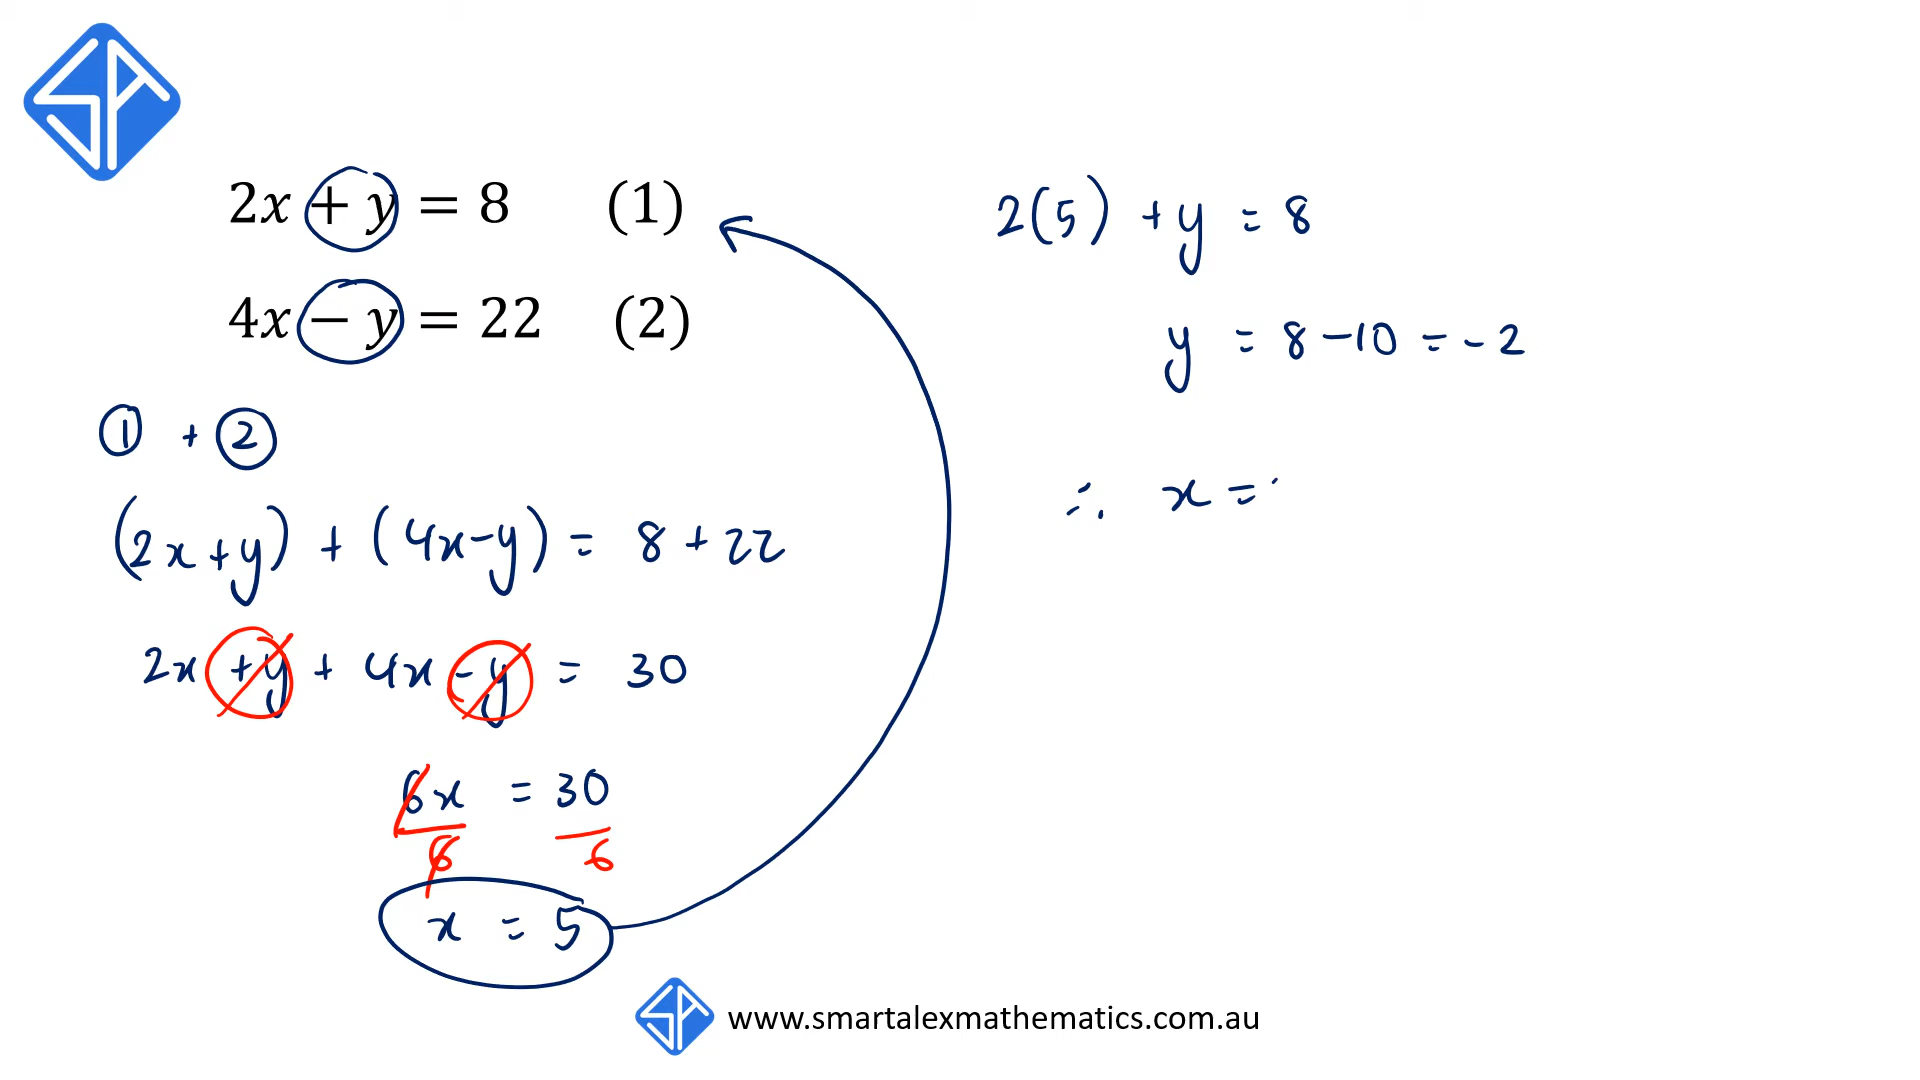 2x + y = 8 (1)
4x − y = 22 (2)
① + ②
(2x+y) + (4x-y) = 8 + 22
2x +y + 4x -y = 30
6x = 30
6 6
x = 5
2(5) + y = 8
y = 8 - 10 = - 2
∴ x =
www.smartalexmathematics.com.au